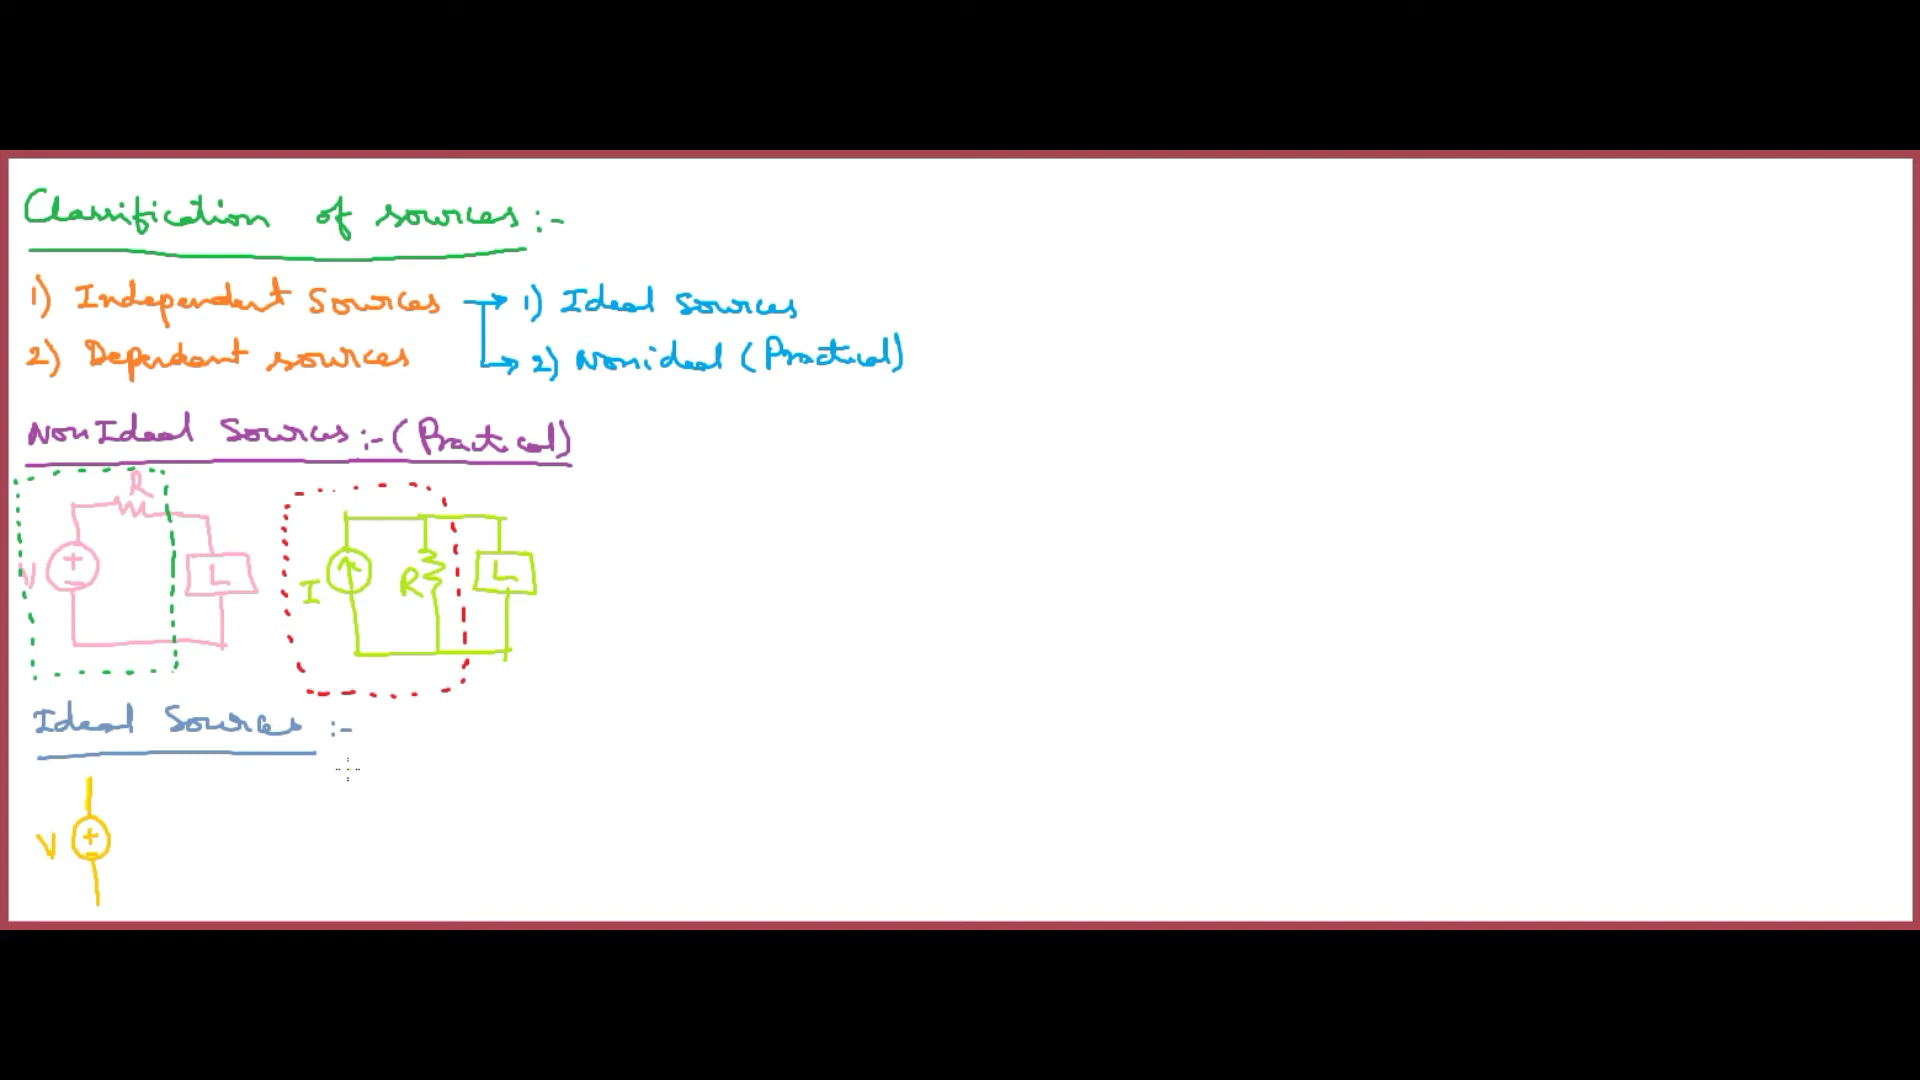 Classification of sources :-
1) Independent Sources → 1) Ideal sources
2) Dependant sources → 2) Nonideal (Practical)
NonIdeal Sources :- (Practical)
R
V + - L
I R L
Ideal Sources :-
V + -